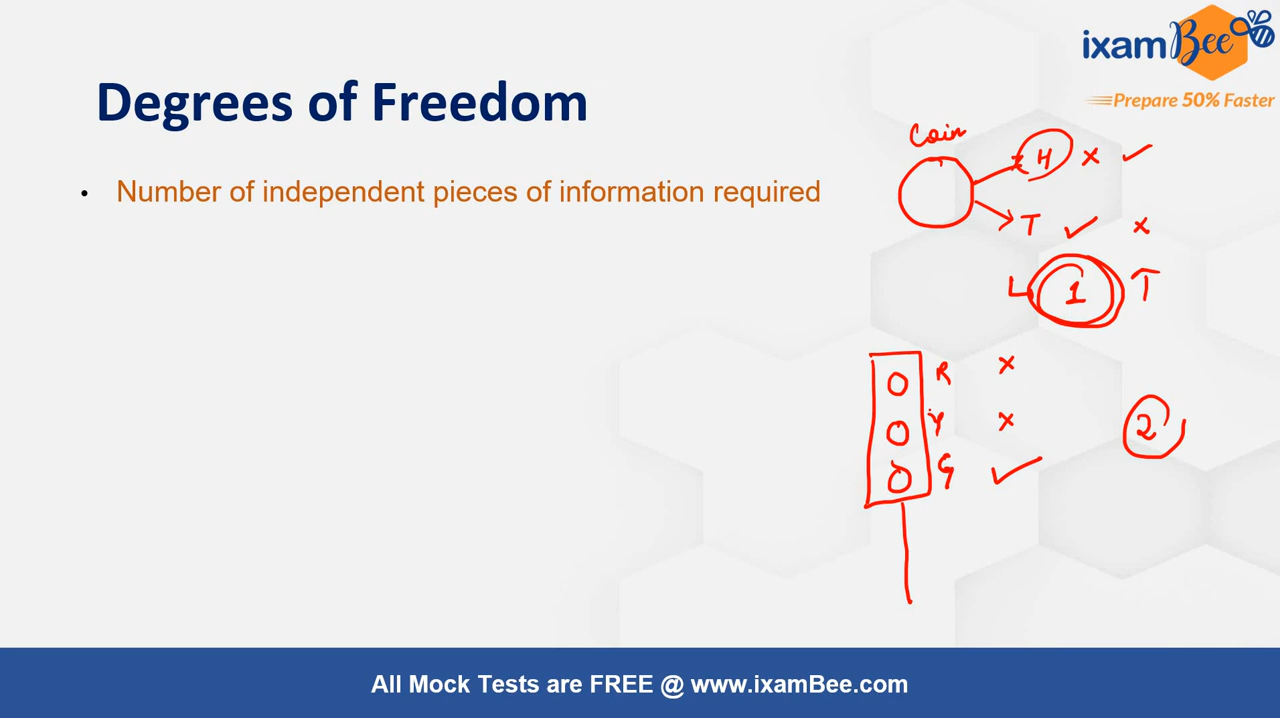 ixamBee
Prepare 50% Faster
Degrees of Freedom
• Number of independent pieces of information required
Coin
H × ✓
T ✓ ×
1 T
R ×
Y × 2
G ✓
All Mock Tests are FREE @ www.ixamBee.com